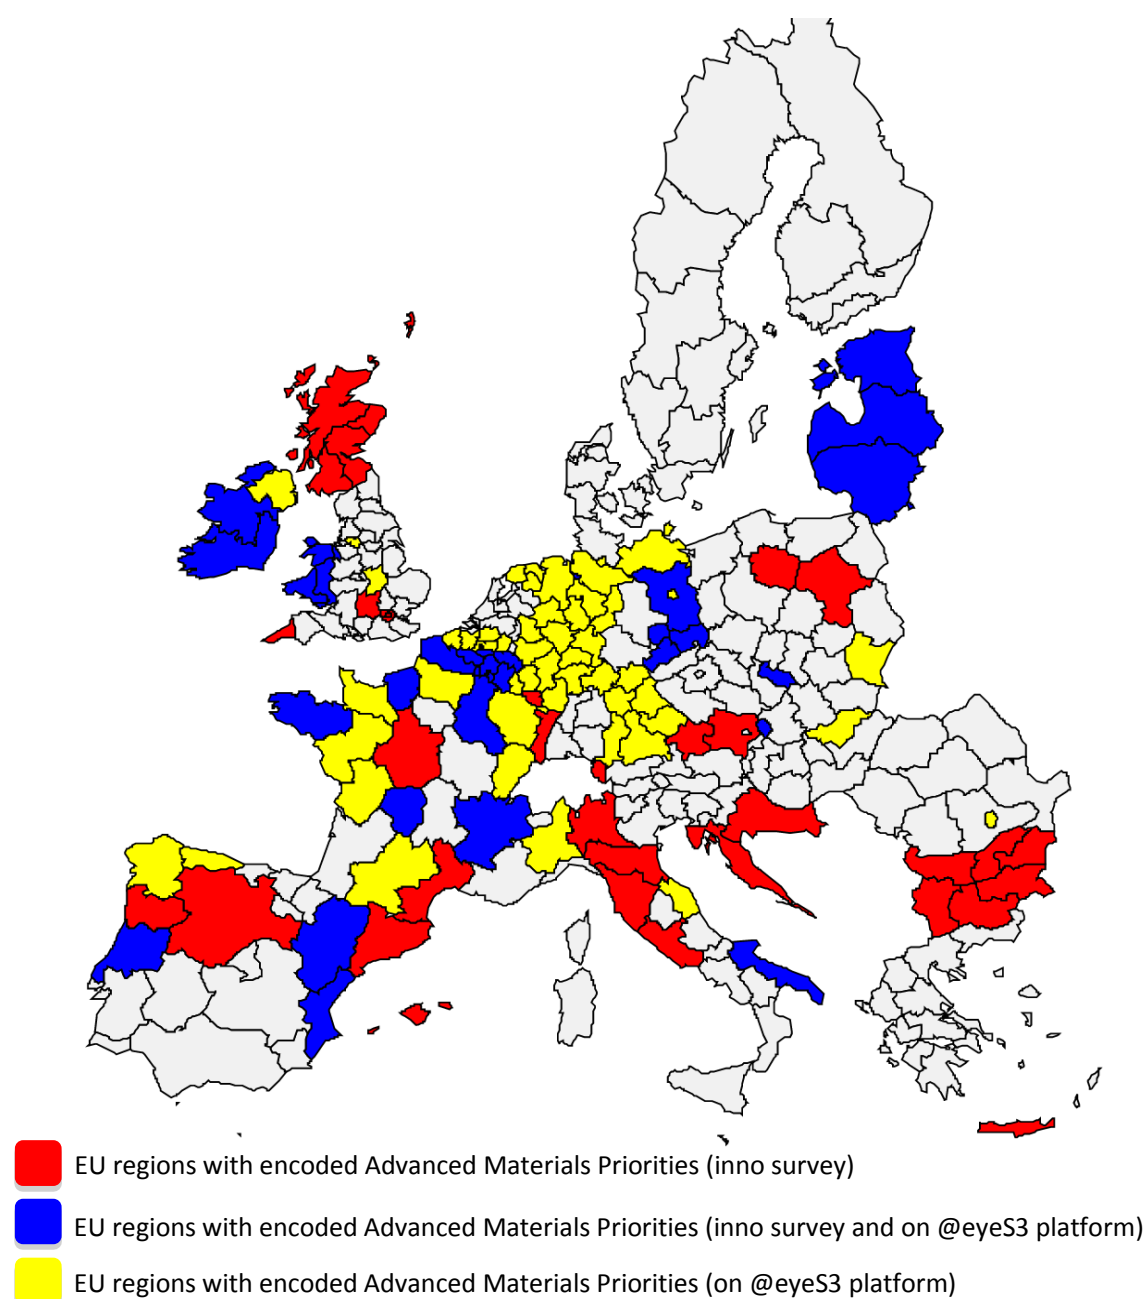 EU regions with encoded Advanced Materials Priorities (inno survey)
EU regions with encoded Advanced Materials Priorities (inno survey and on @eyeS3 platform)
EU regions with encoded Advanced Materials Priorities (on @eyeS3 platform)